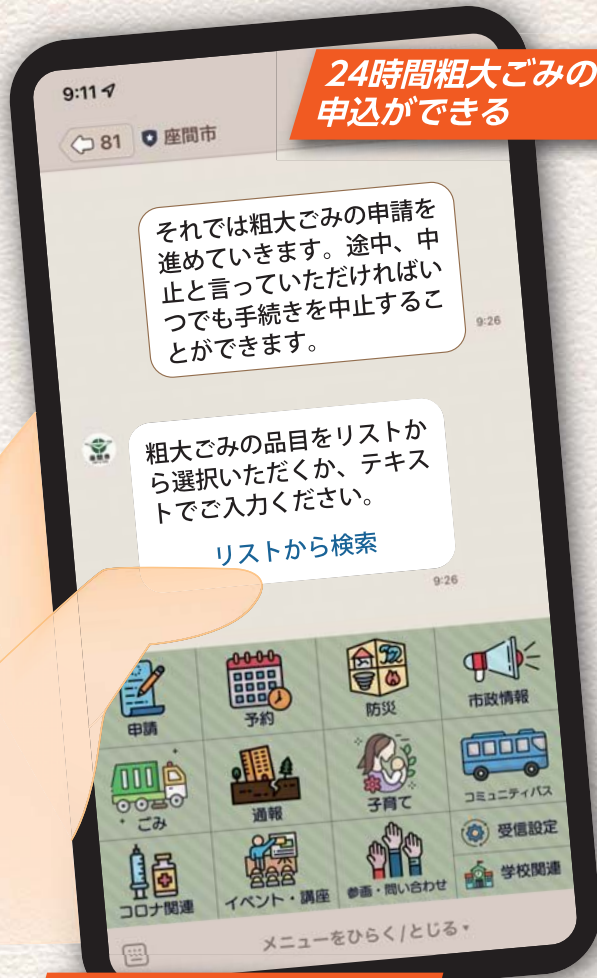 24時間粗大ごみの
申込ができる
9:11
81 座間市
それでは粗大ごみの申請を
進めていきます。途中、中
止と言っていただければい
つでも手続きを中止するこ
とができます。
9:26
粗大ごみの品目をリストか
ら選択いただくか、テキス
トでご入力ください。
リストから検索
9:26
申請
予約
防災
市政情報
ごみ
通報
子育て
コミュニティバス
受信設定
コロナ関連
イベント・講座
参画・問い合わせ
学校関連
メニューをひらく/とじる